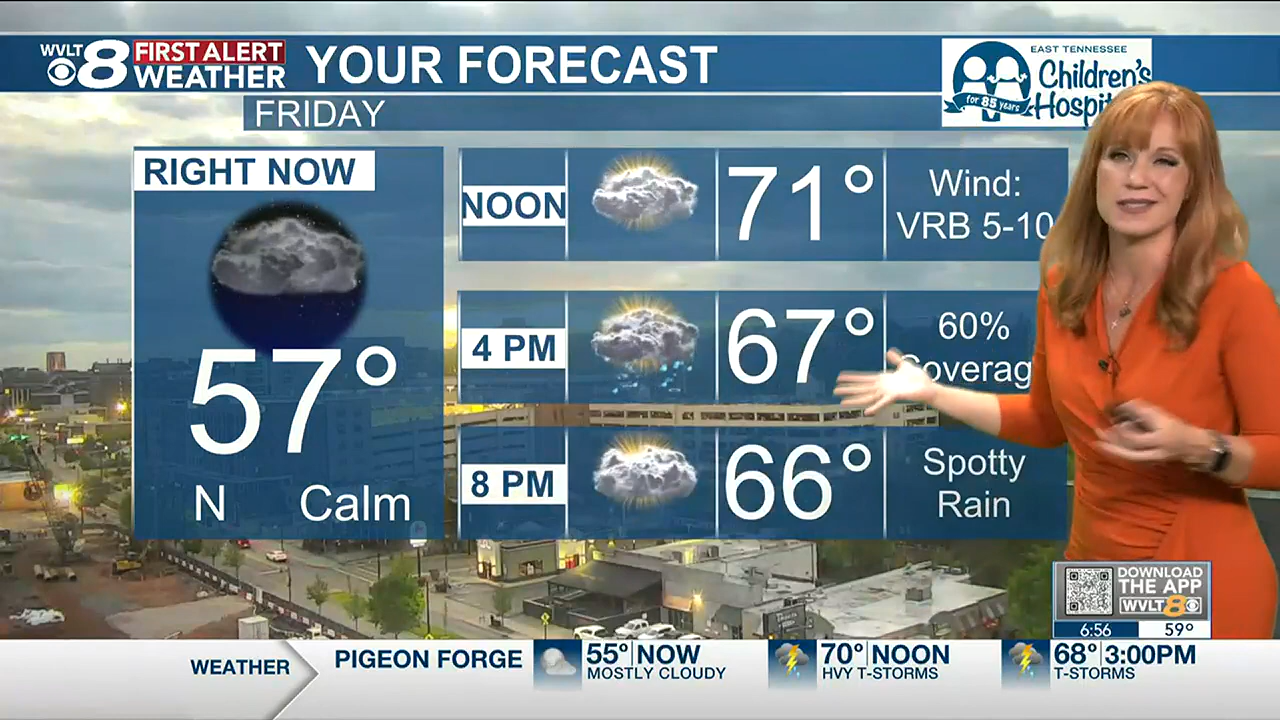 WVLT 8 FIRST ALERT WEATHER
YOUR FORECAST
FRIDAY
EAST TENNESSEE
Children's
for 85 years
RIGHT NOW
57°
N Calm
NOON 71° Wind:
VRB 5-10
4 PM 67° 60%
8 PM 66° Spotty
Rain
DOWNLOAD
THE APP
WVLT 8
6:56 59°
WEATHER
PIGEON FORGE
55° NOW
MOSTLY CLOUDY
70° NOON
HVY T-STORMS
68° 3:00PM
T-STORMS